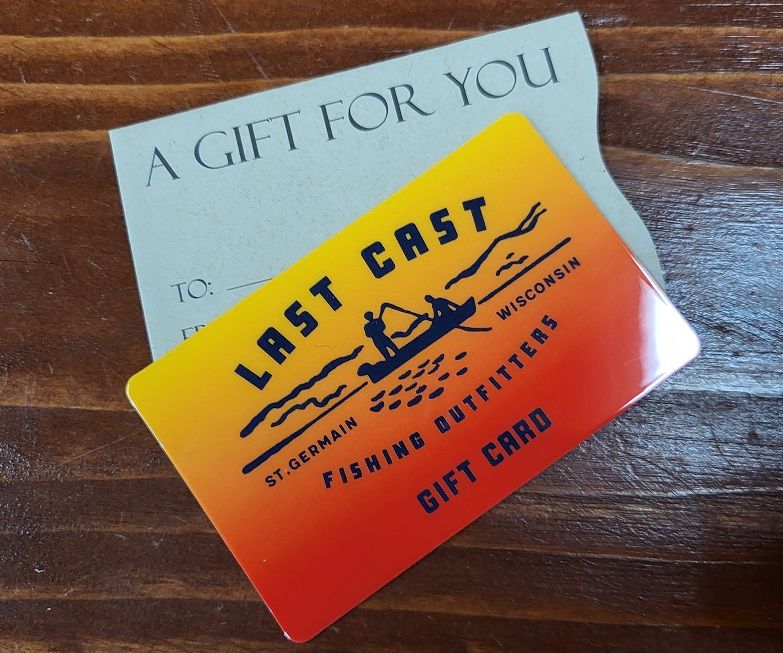 A GIFT FOR YOU
TO:
LAST CAST
ST. GERMAIN WISCONSIN
FISHING OUTFITTERS
GIFT CARD